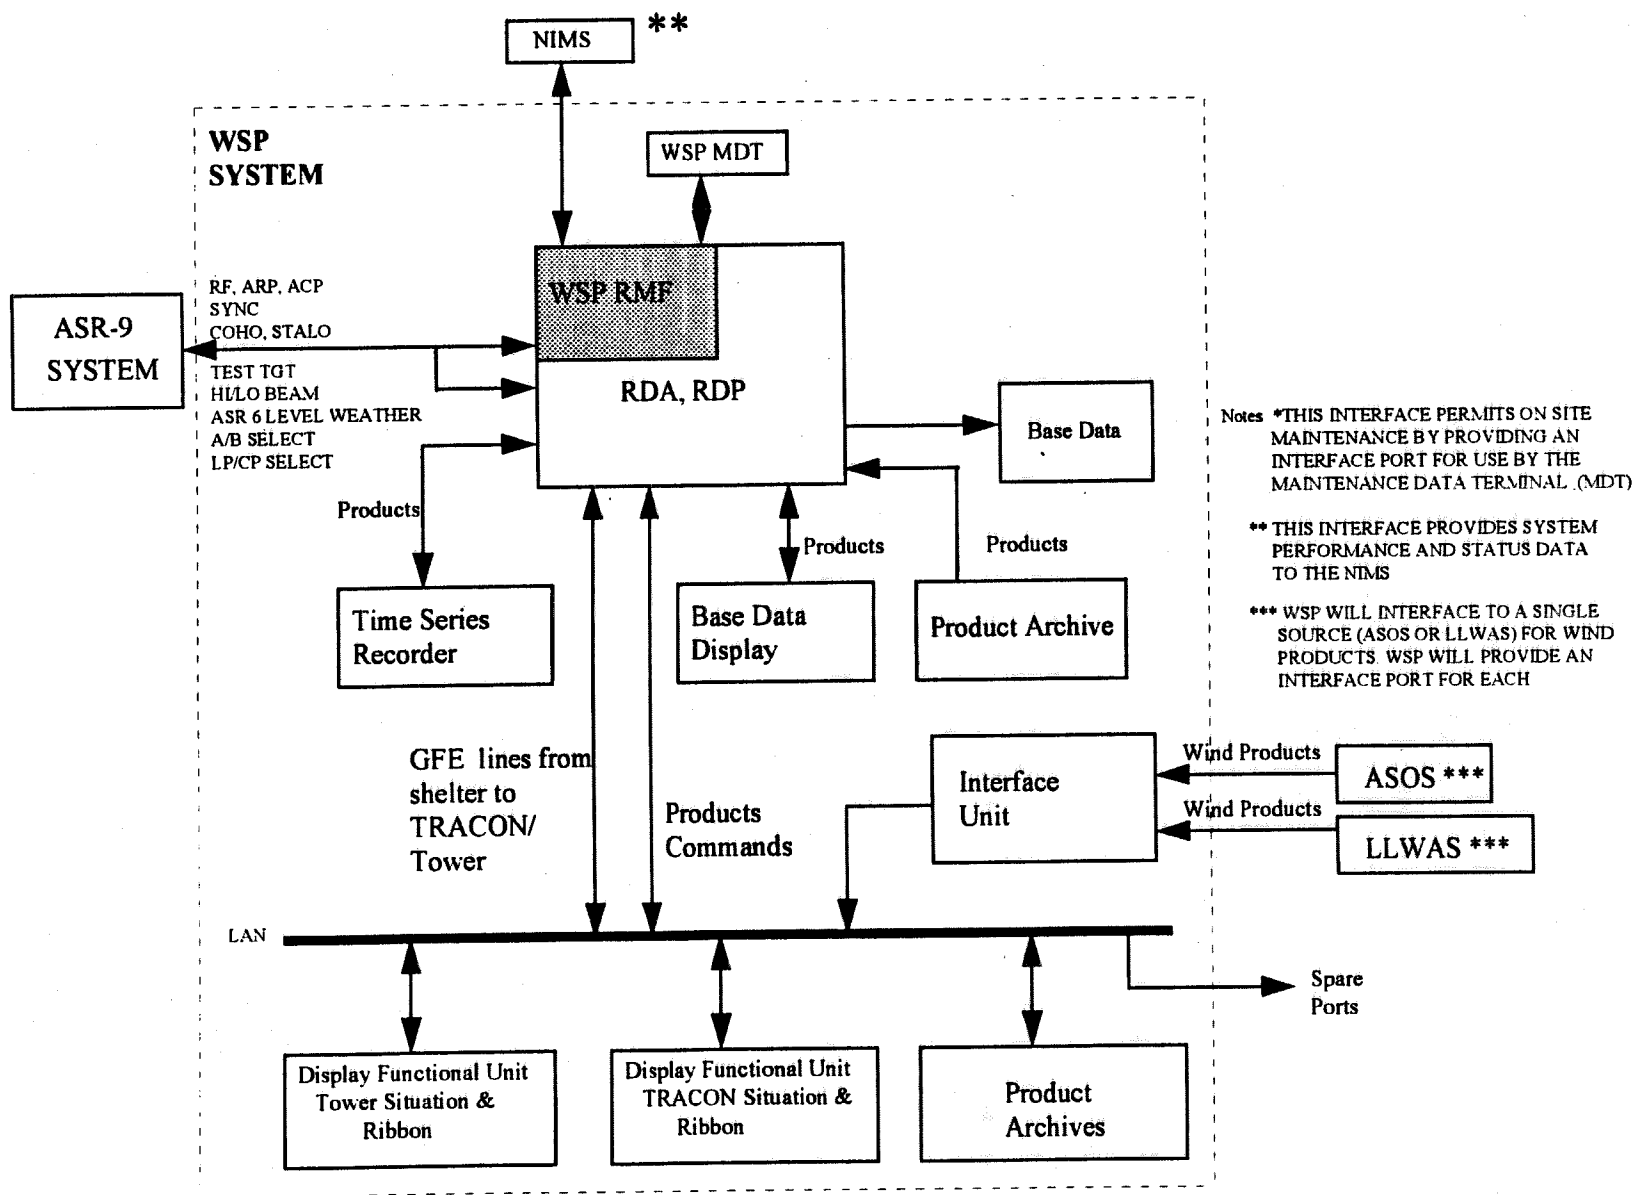 NIMS
**
WSP
SYSTEM
WSP MDT
WSP RMF
RDA, RDP
ASR-9
SYSTEM
RF, ARP, ACP
SYNC
COHO, STALO
TEST TGT
HI/LO BEAM
ASR 6 LEVEL WEATHER
A/B SELECT
LP/CP SELECT
Base Data
Products
Products
Products
Time Series
Recorder
Base Data
Display
Product Archive
Notes *THIS INTERFACE PERMITS ON SITE
MAINTENANCE BY PROVIDING AN
INTERFACE PORT FOR USE BY THE
MAINTENANCE DATA TERMINAL .(MDT)
** THIS INTERFACE PROVIDES SYSTEM
PERFORMANCE AND STATUS DATA
TO THE NIMS
*** WSP WILL INTERFACE TO A SINGLE
SOURCE (ASOS OR LLWAS) FOR WIND
PRODUCTS. WSP WILL PROVIDE AN
INTERFACE PORT FOR EACH
GFE lines from
shelter to
TRACON/
Tower
Products
Commands
Interface
Unit
Wind Products
ASOS ***
Wind Products
LLWAS ***
LAN
Spare
Ports
Display Functional Unit
Tower Situation &
Ribbon
Display Functional Unit
TRACON Situation &
Ribbon
Product
Archives